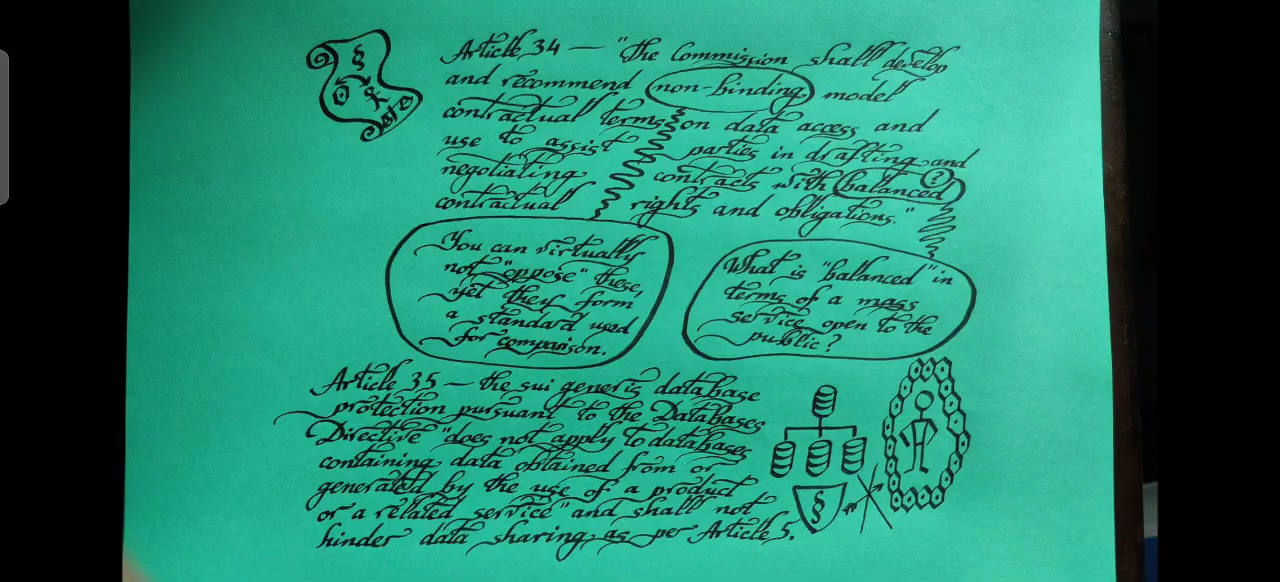 Article 34 — "the Commission shall develop
and recommend non-binding model
contractual terms on data access and
use to assist parties in drafting and
negotiating contracts with balanced
contractual rights and obligations."
?
You can virtually
not "oppose" these,
yet they form
a standard used
for comparison.
What is "balanced" in
terms of a mass
service open to the
public?
Article 35 — the sui generis database
protection pursuant to the Databases
Directive "does not apply to databases
containing data obtained from or
generated by the use of a product
or a related service" and shall not
hinder data sharing as per Article 5.
§
§